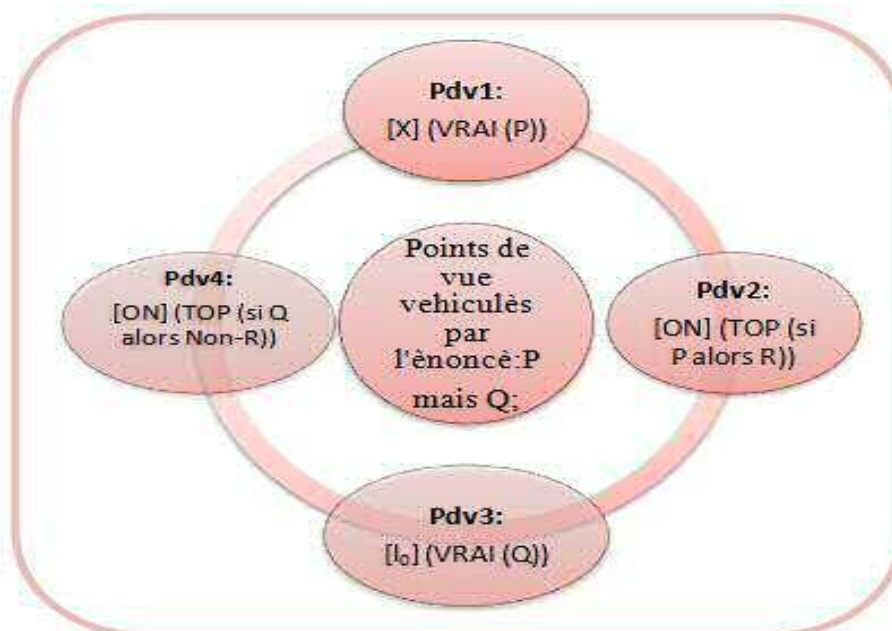 Pdv1:
[X] (VRAI (P))
Points de
vue
vehiculès
par
l'ènoncè:P
mais Q;
Pdv2:
[ON] (TOP (si
P alors R))
Pdv3:
[l₀] (VRAI (Q))
Pdv4:
[ON] (TOP (si Q
alors Non-R))